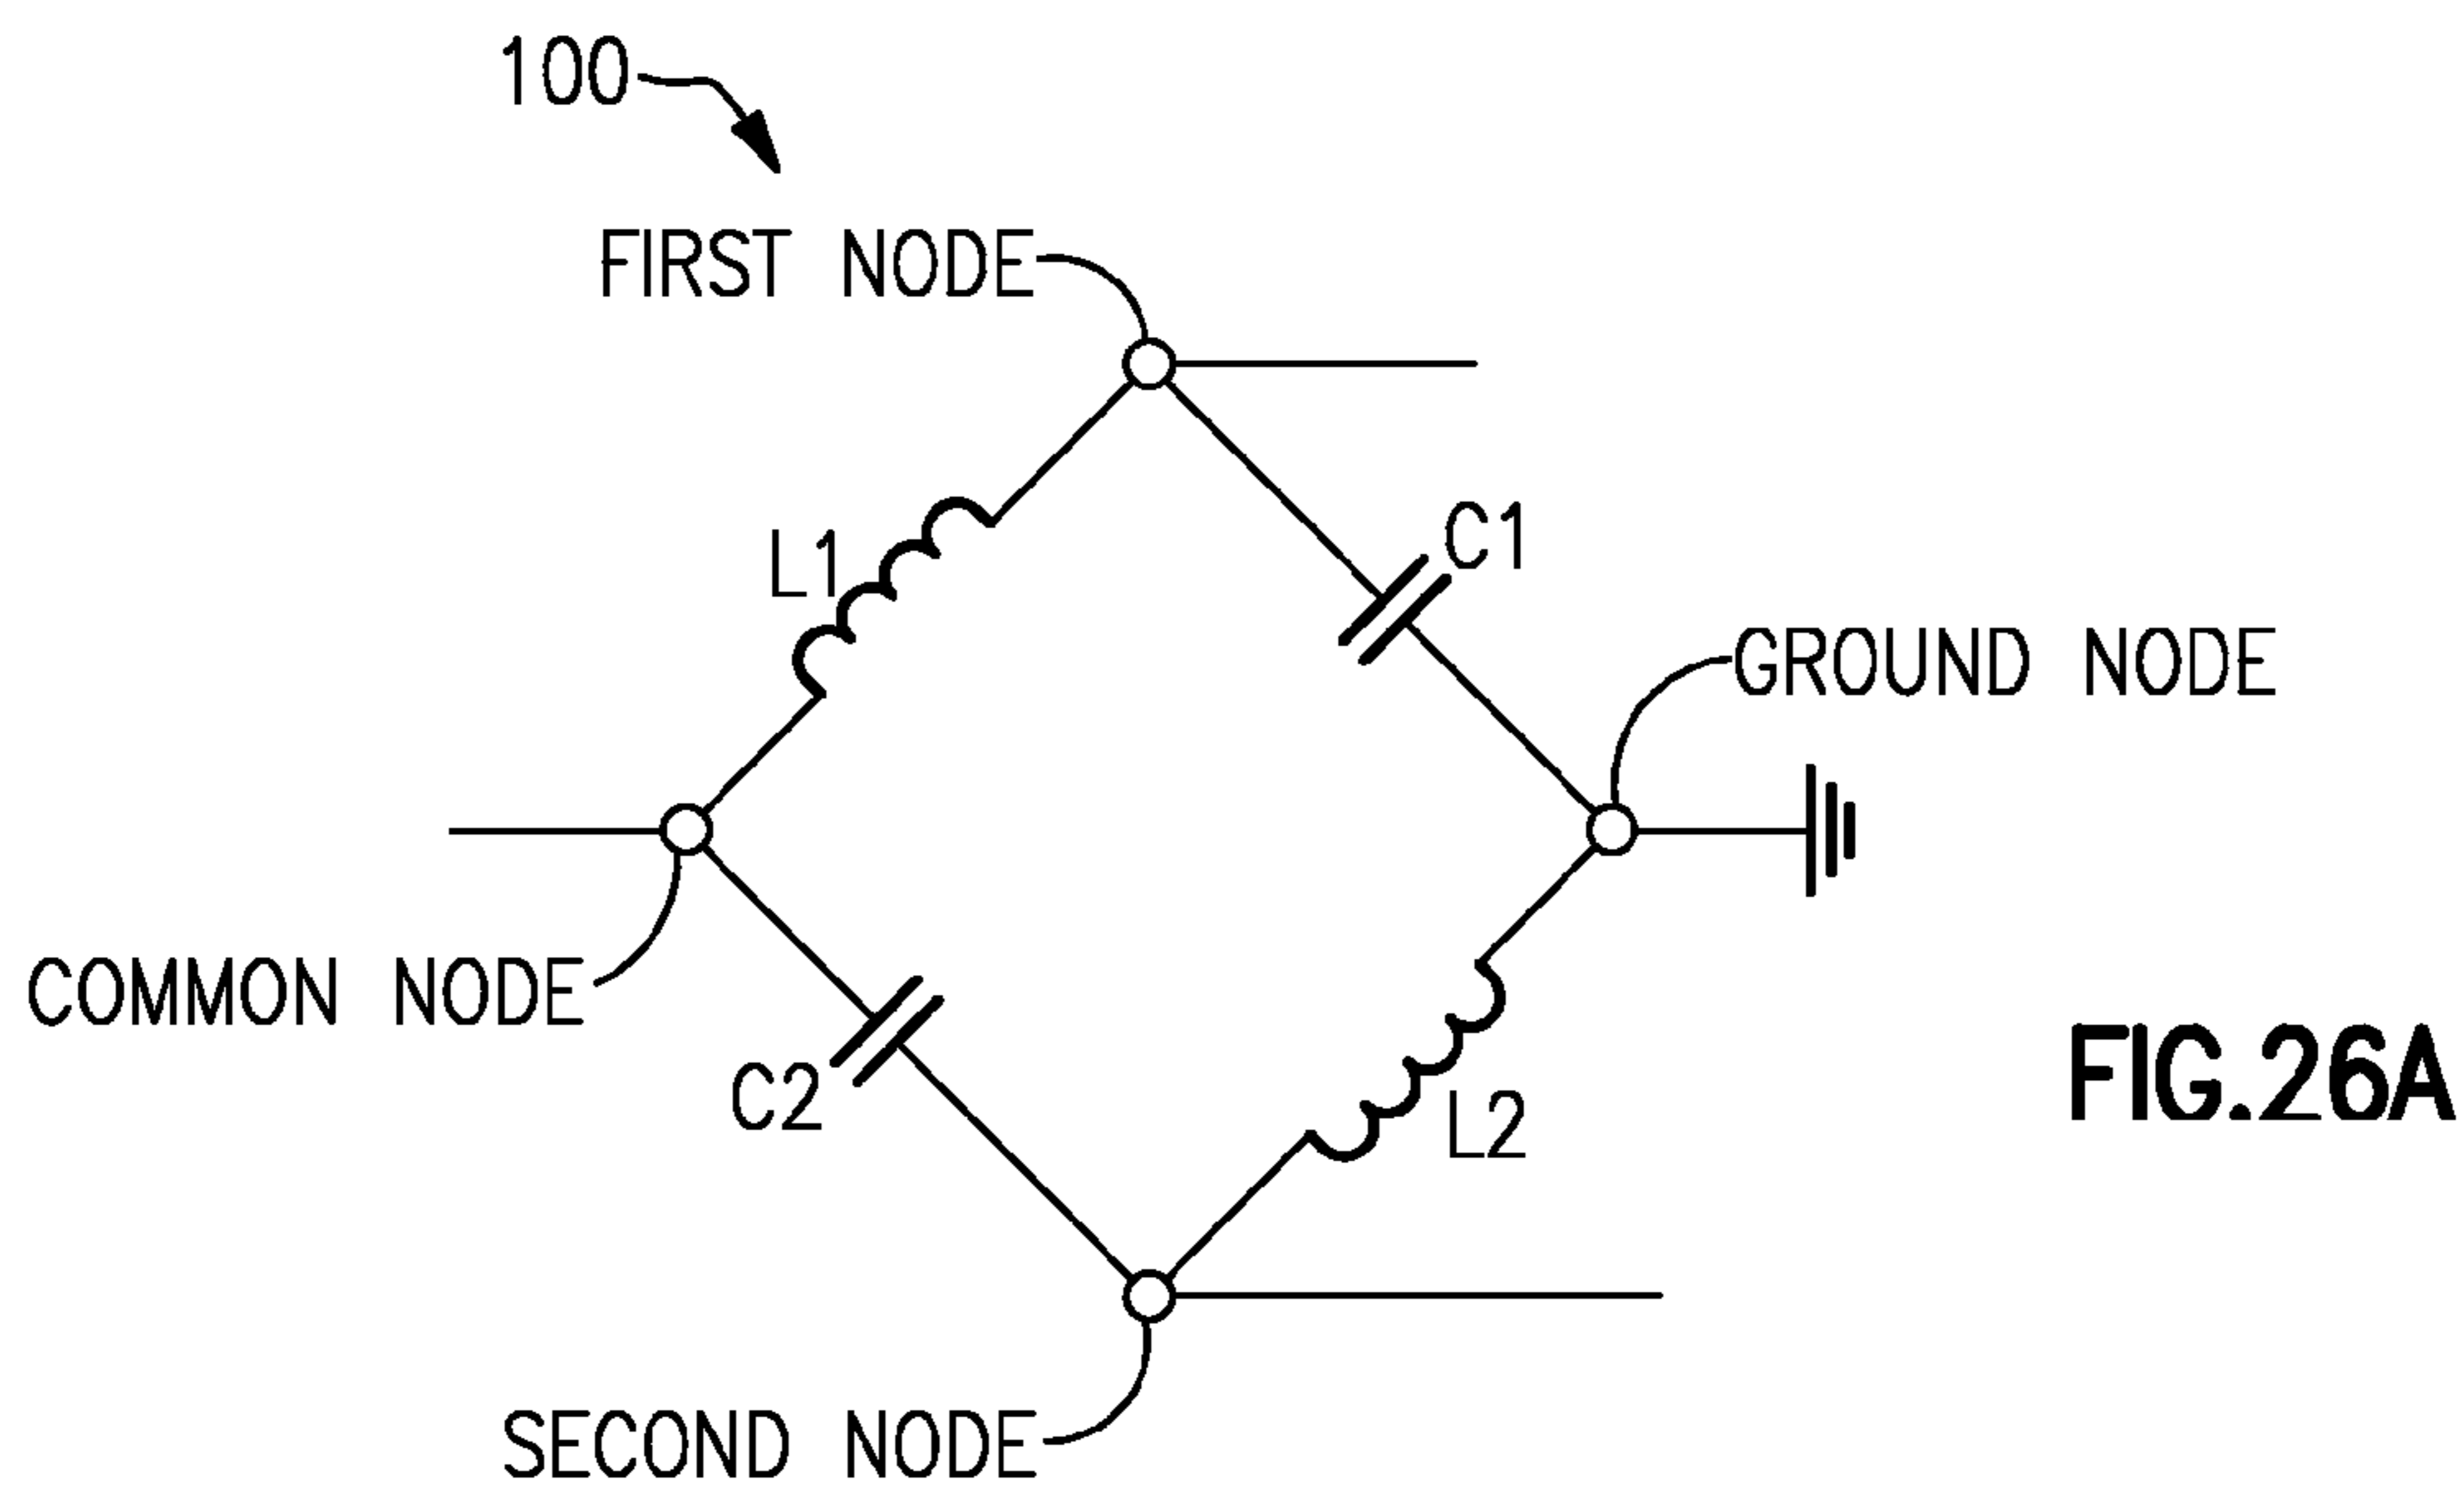 100
FIRST NODE
L1
C1
GROUND NODE
COMMON NODE
C2
L2
FIG.26A
SECOND NODE